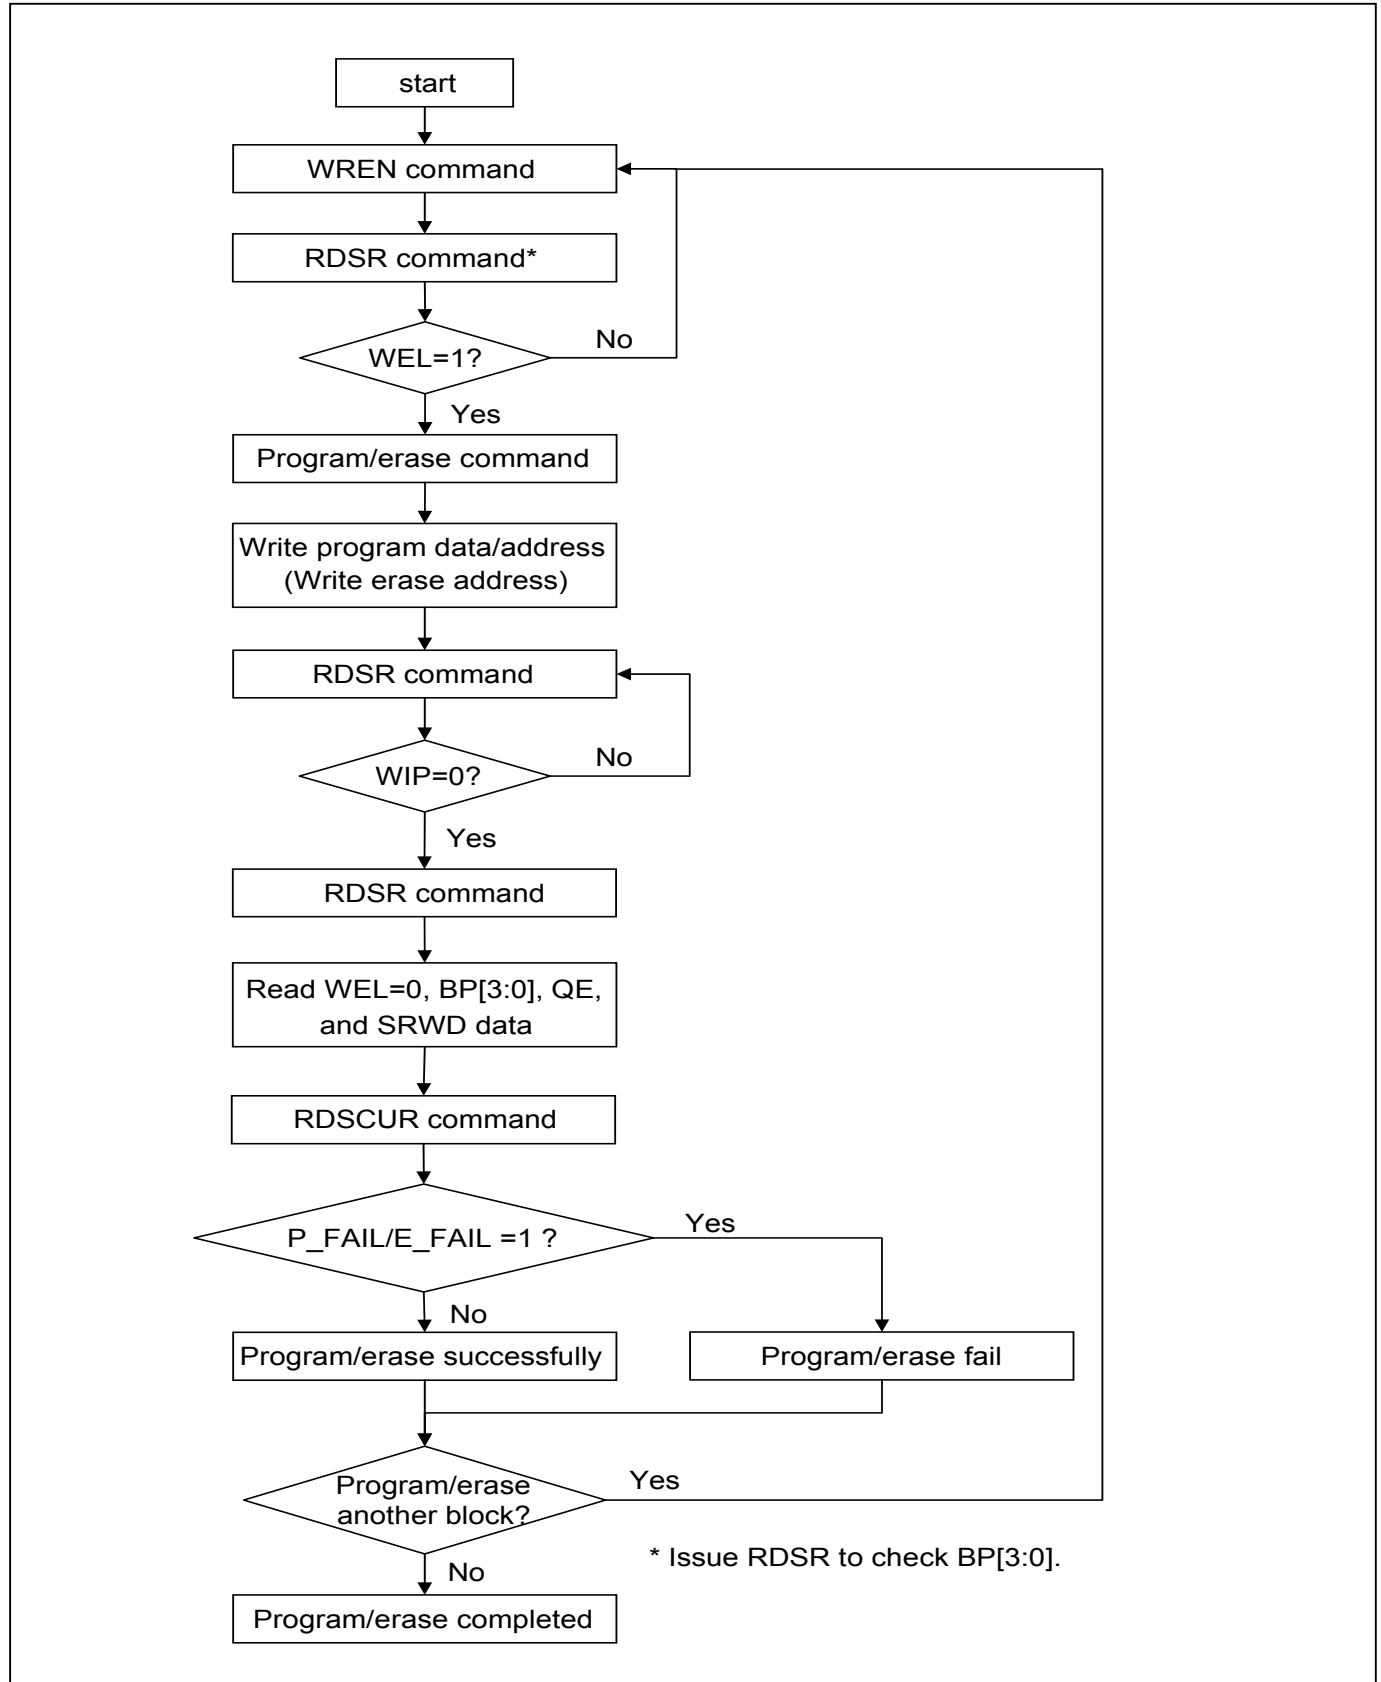 start
WREN command
RDSR command*
WEL=1?
No
Yes
Program/erase command
Write program data/address
(Write erase address)
RDSR command
WIP=0?
No
Yes
RDSR command
Read WEL=0, BP[3:0], QE,
and SRWD data
RDSCUR command
P_FAIL/E_FAIL =1 ?
Yes
No
Program/erase successfully
Program/erase fail
Program/erase
another block?
Yes
* Issue RDSR to check BP[3:0].
No
Program/erase completed